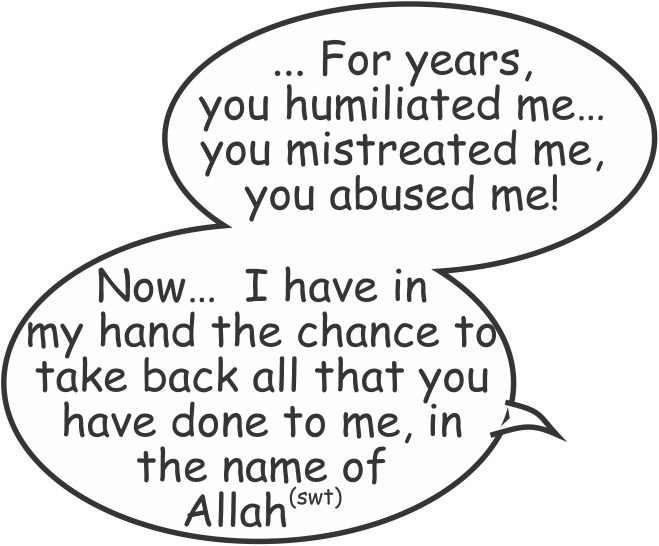 ... For years,
you humiliated me...
you mistreated me,
you abused me!
Now... I have in
my hand the chance to
take back all that you
have done to me, in
the name of
Allah(swt)